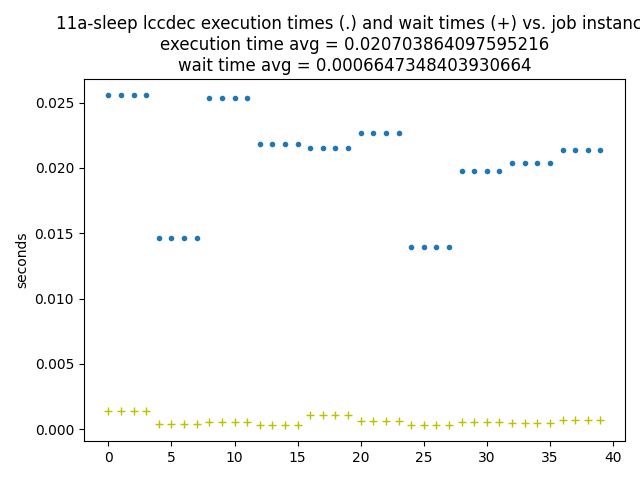 11a-sleep lccdec execution times (.) and wait times (+) vs. job instanc
execution time avg = 0.020703864097595216
wait time avg = 0.0006647348403930664
0.025
0.020
0.015
0.010
0.005
0.000
seconds
0 5 10 15 20 25 30 35 40